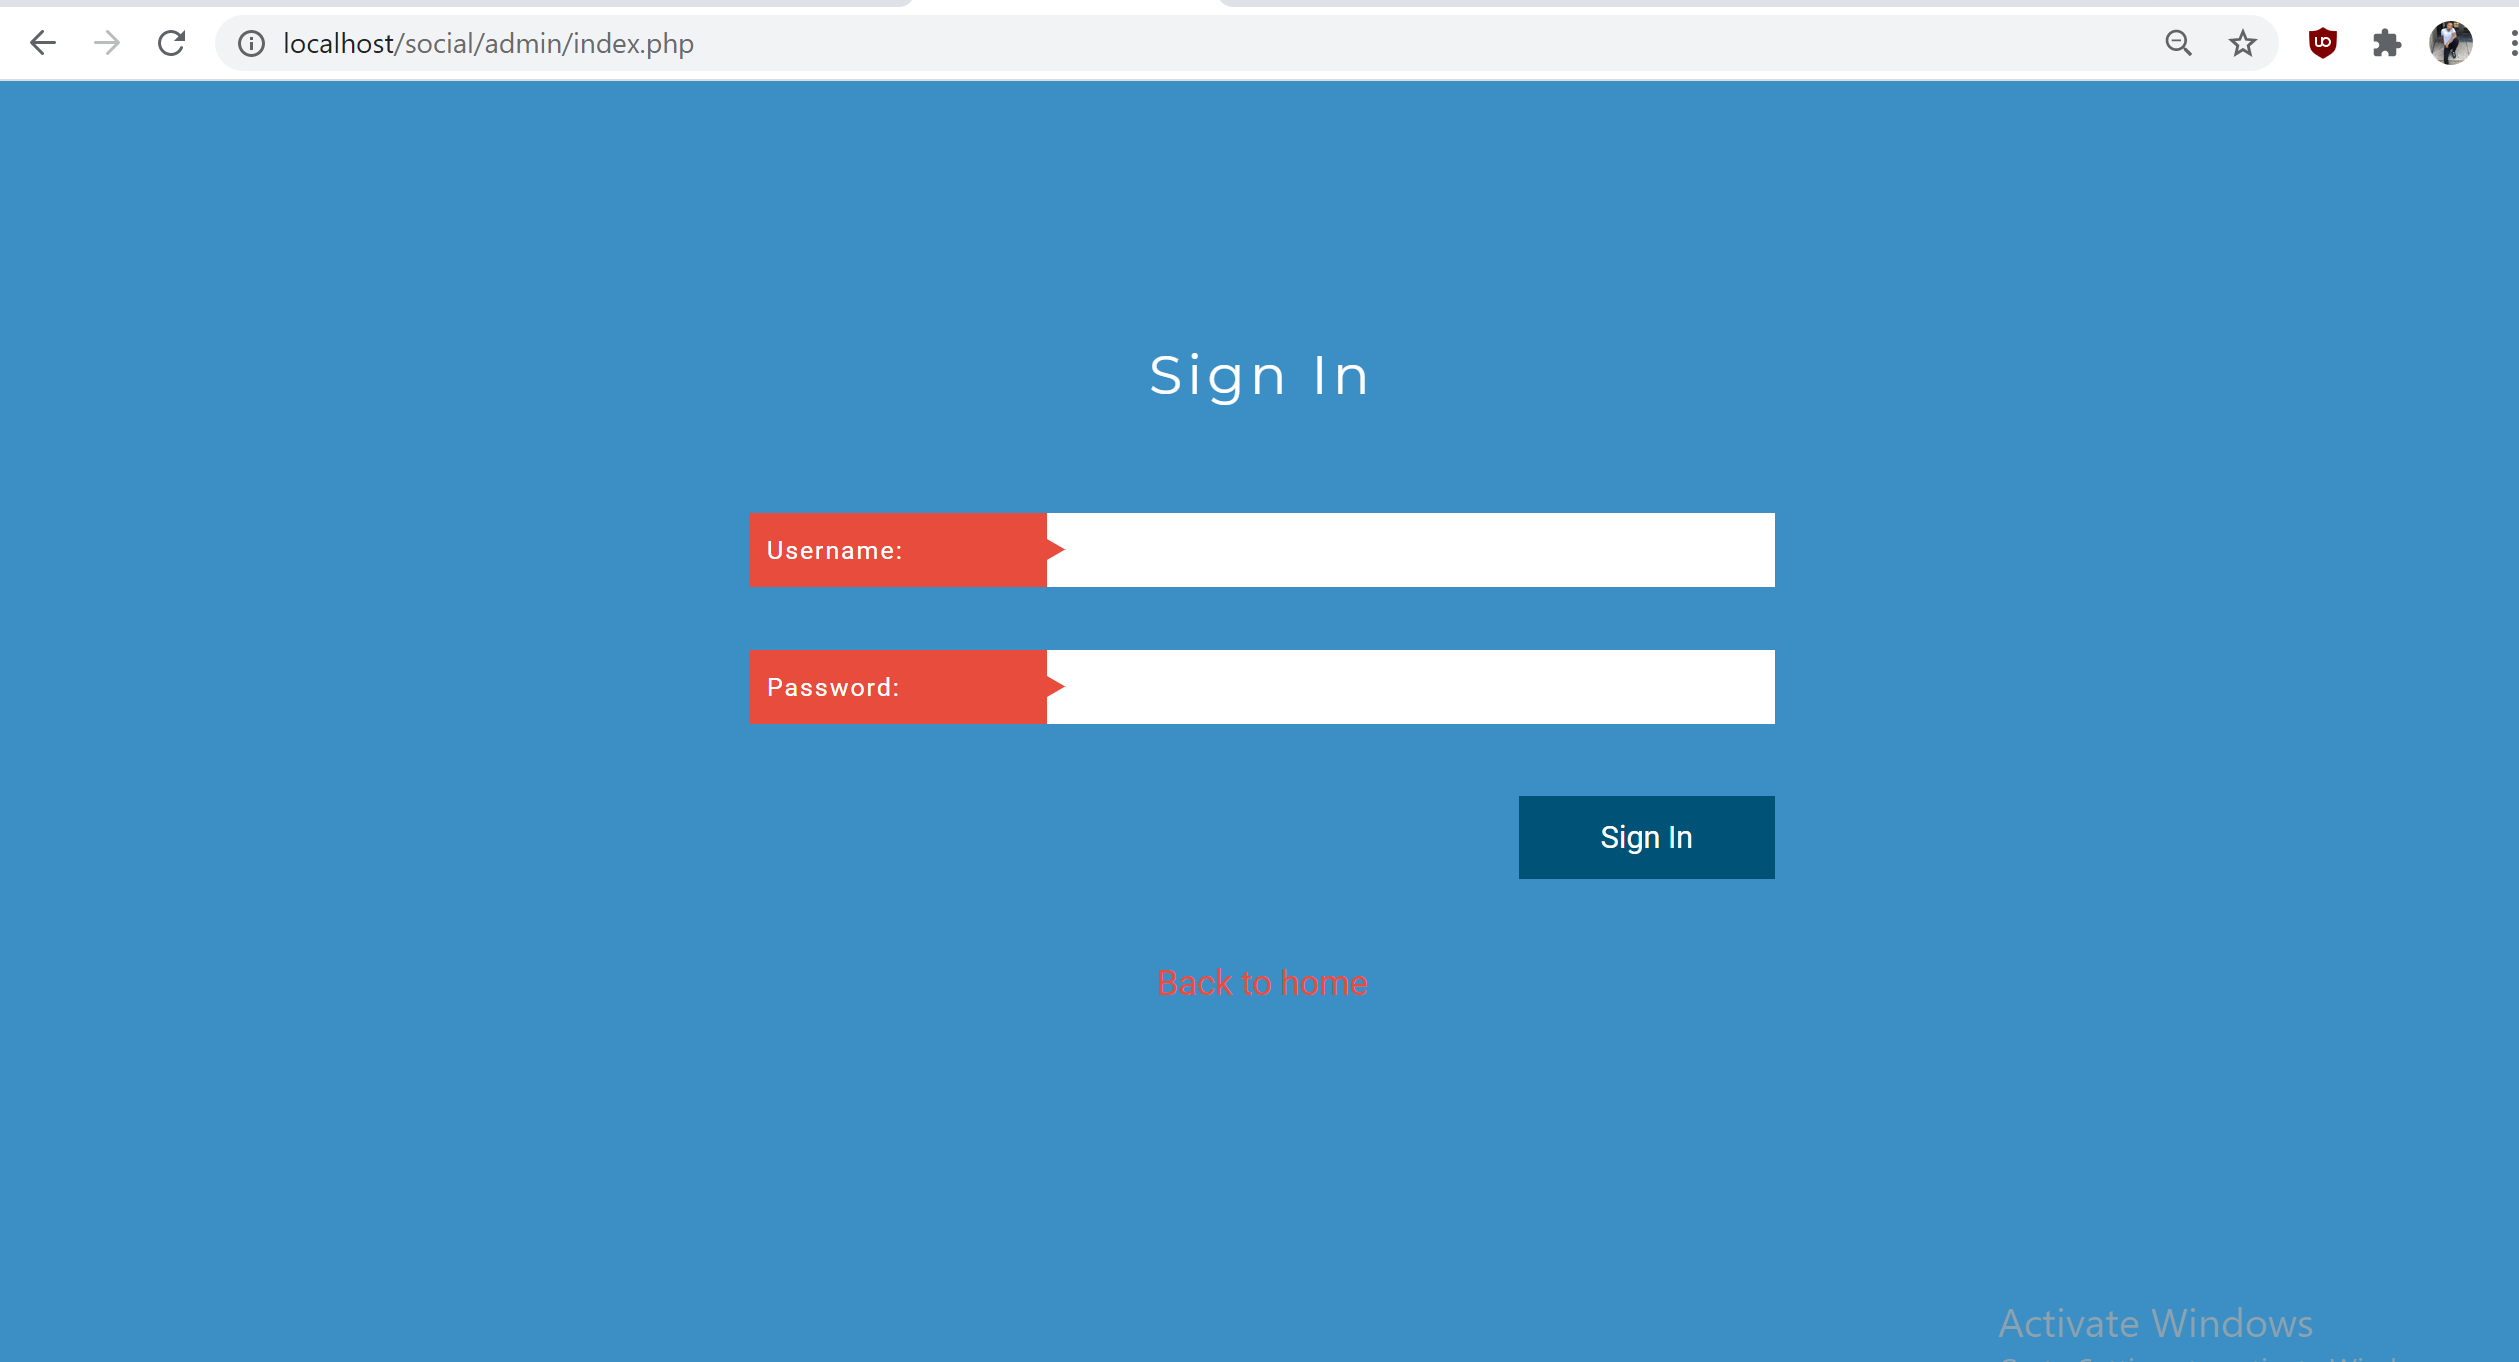 localhost/social/admin/index.php
Sign In
Username:
Password:
Sign In
Back to home
Activate Windows